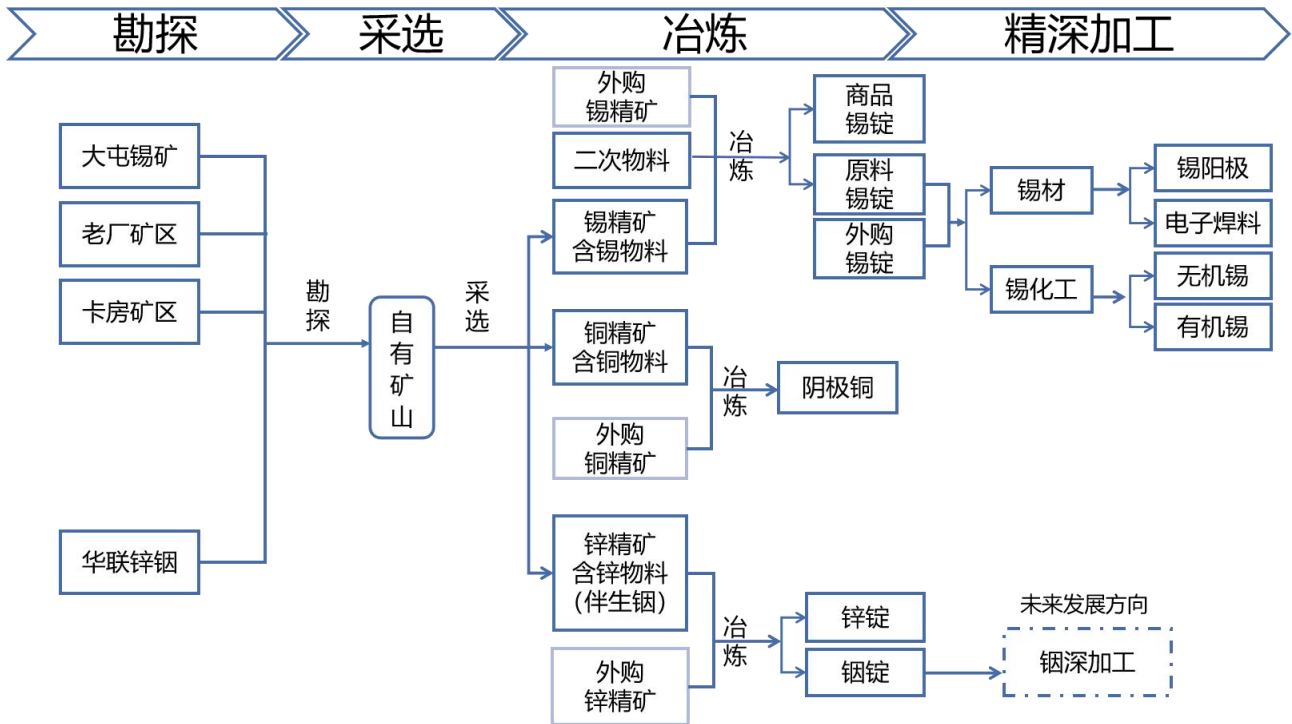 勘探
采选
冶炼
精深加工
大屯锡矿
老厂矿区
卡房矿区
华联锌铟
勘
探
自
有
矿
山
采
选
外购
锡精矿
二次物料
锡精矿
含锡物料
铜精矿
含铜物料
外购
铜精矿
锌精矿
含锌物料
(伴生铟)
外购
锌精矿
冶
炼
冶
炼
冶
炼
商品
锡锭
原料
锡锭
外购
锡锭
阴极铜
锌锭
铟锭
锡材
锡化工
锡阳极
电子焊料
无机锡
有机锡
未来发展方向
铟深加工